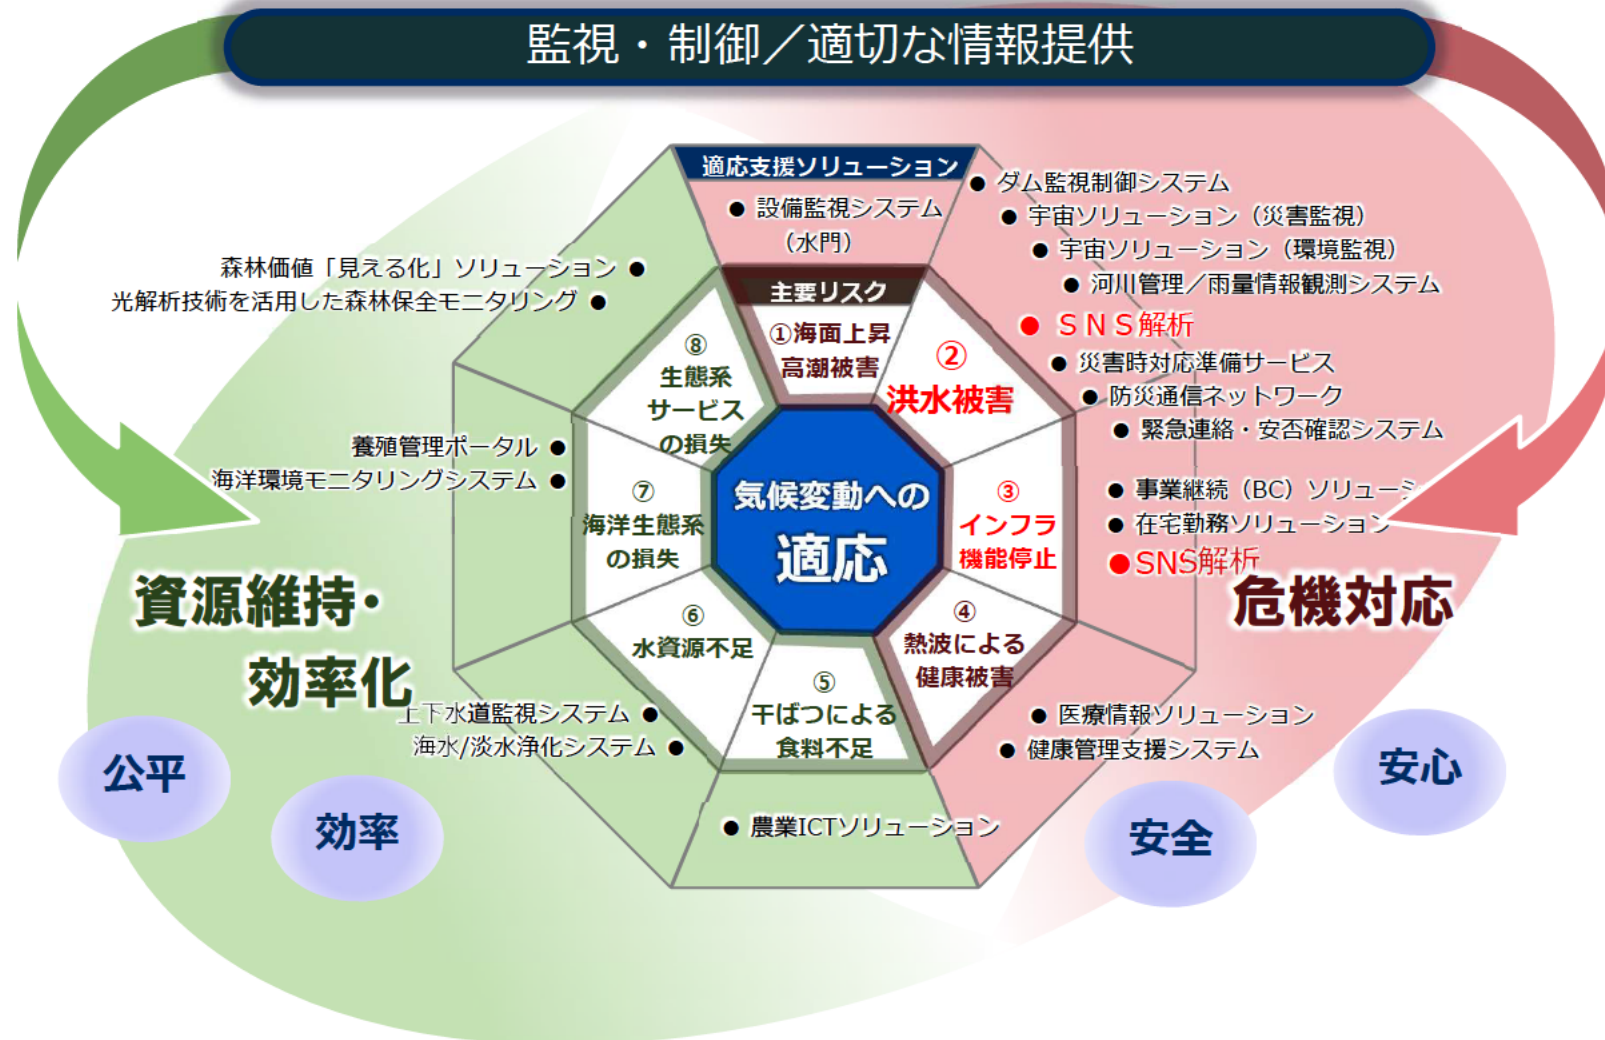 監視・制御／適切な情報提供
適応支援ソリューション
● 設備監視システム
（水門）
● ダム監視制御システム
● 宇宙ソリューション（災害監視）
● 宇宙ソリューション（環境監視）
● 河川管理／雨量情報観測システム
● ＳＮＳ解析
● 災害時対応準備サービス
● 防災通信ネットワーク
● 緊急連絡・安否確認システム
● 事業継続（BC）ソリューシ
● 在宅勤務ソリューション
●SNS解析
危機対応
● 医療情報ソリューション
● 健康管理支援システム
安心
安全
● 農業ICTソリューション
上下水道監視システム ●
海水/淡水浄化システム ●
養殖管理ポータル ●
海洋環境モニタリングシステム ●
森林価値「見える化」ソリューション ●
光解析技術を活用した森林保全モニタリング ●
資源維持・
効率化
公平
効率
主要リスク
①海面上昇
高潮被害
②
洪水被害
③
インフラ
機能停止
④
熱波による
健康被害
⑤
干ばつによる
食料不足
⑥
水資源不足
⑦
海洋生態系
の損失
⑧
生態系
サービス
の損失
気候変動への
適応